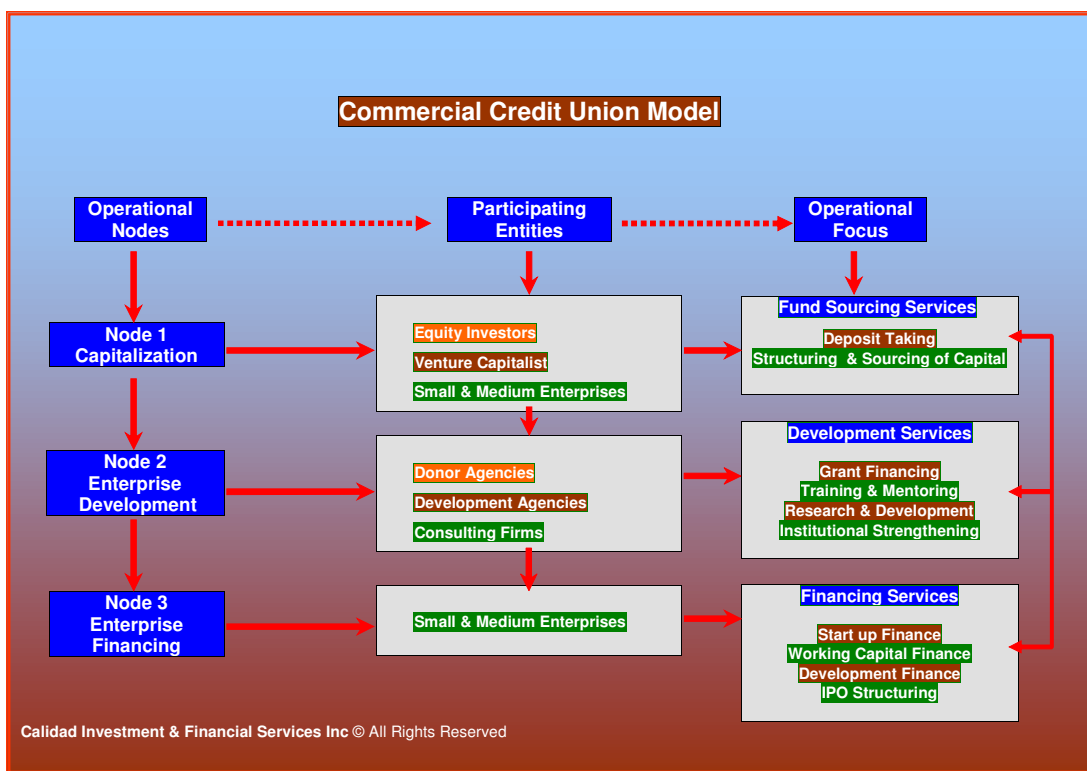 Commercial Credit Union Model
Operational
Nodes
Participating
Entities
Operational
Focus
Node 1
Capitalization
Equity Investors
Venture Capitalist
Small & Medium Enterprises
Fund Sourcing Services
Deposit Taking
Structuring & Sourcing of Capital
Node 2
Enterprise
Development
Donor Agencies
Development Agencies
Consulting Firms
Development Services
Grant Financing
Training & Mentoring
Research & Development
Institutional Strengthening
Node 3
Enterprise
Financing
Small & Medium Enterprises
Financing Services
Start up Finance
Working Capital Finance
Development Finance
IPO Structuring
Calidad Investment & Financial Services Inc © All Rights Reserved